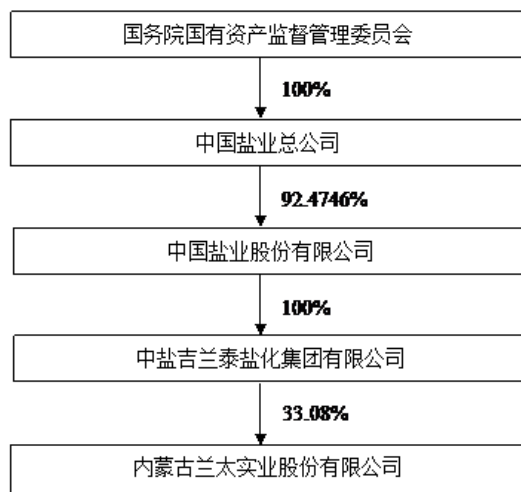 国务院国有资产监督管理委员会
100%
中国盐业总公司
92.4746%
中国盐业股份有限公司
100%
中盐吉兰泰盐化集团有限公司
33.08%
内蒙古兰太实业股份有限公司